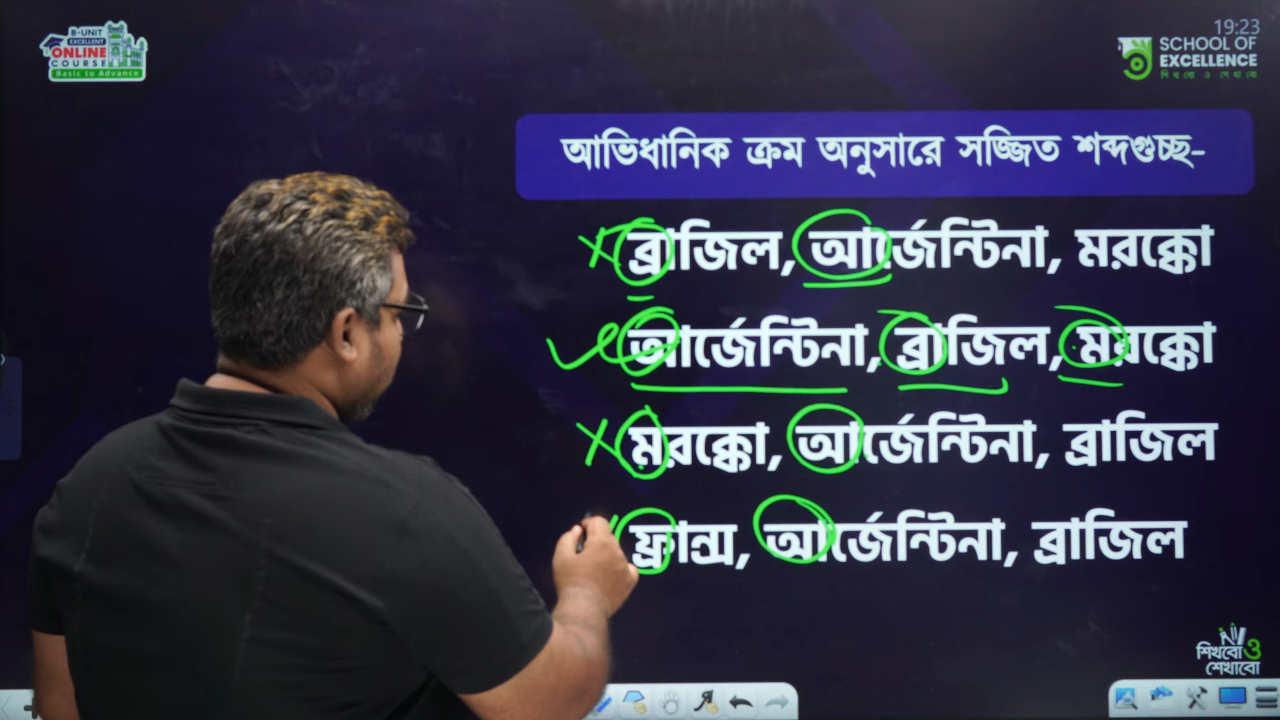 B-UNIT
EXCELLENT
ONLINE
COURSE
Basic to Advance
19:23
SCHOOL OF
EXCELLENCE
শিখবো ও শেখাবো
আভিধানিক ক্রম অনুসারে সজ্জিত শব্দগুচ্ছ-
ব্রাজিল, আর্জেন্টিনা, মরক্কো
আর্জেন্টিনা, ব্রাজিল, মরক্কো
মরক্কো, আর্জেন্টিনা, ব্রাজিল
ফ্রান্স, আর্জেন্টিনা, ব্রাজিল
শিখবো ও
শেখাবো